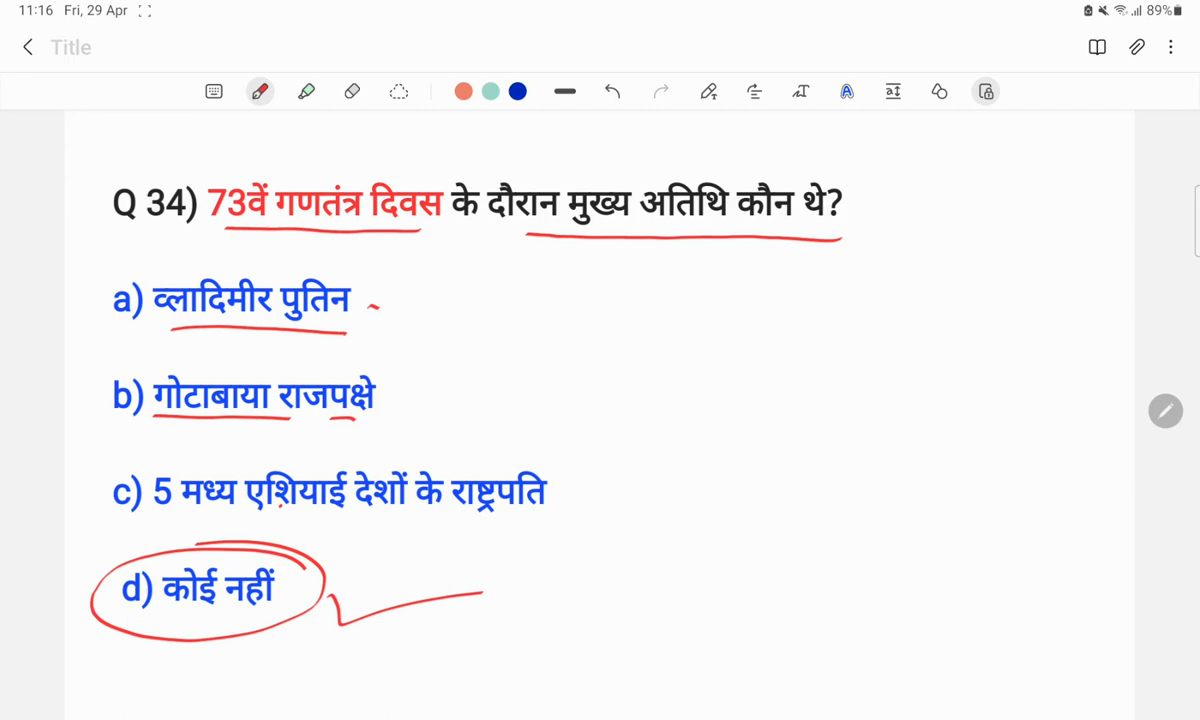 11:16 Fri, 29 Apr 89%
Title
Q 34) 73वें गणतंत्र दिवस के दौरान मुख्य अतिथि कौन थे?
a) व्लादिमीर पुतिन
b) गोटाबाया राजपक्षे
c) 5 मध्य एशियाई देशों के राष्ट्रपति
d) कोई नहीं